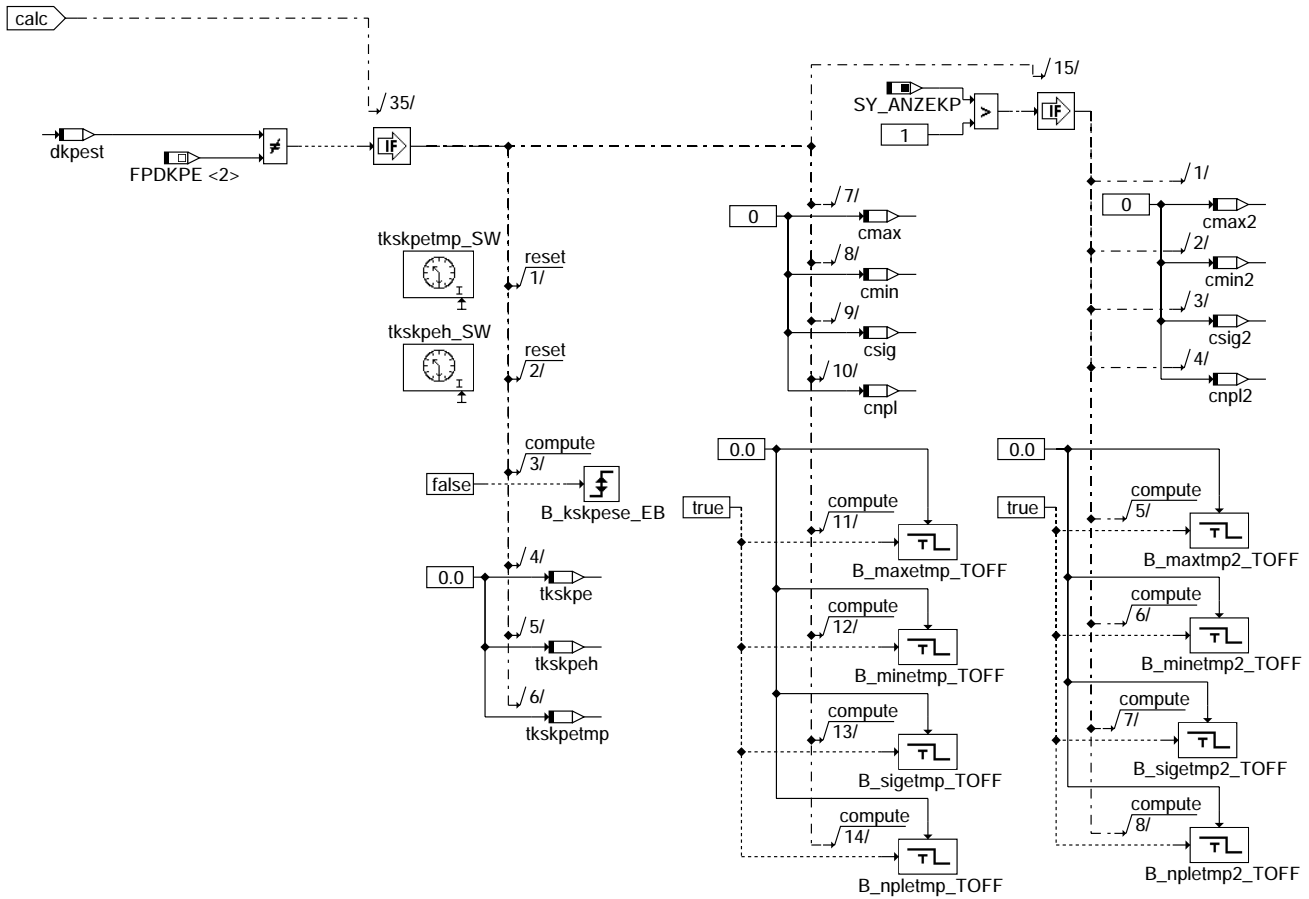 calc
35/
dkpest
FPDKPE <2>
≠
IF
tkskpetmp_SW
reset
1/
tkskpeh_SW
reset
2/
compute
3/
false
B_kskpese_EB
4/
0.0
tkskpe
5/
tkskpeh
6/
tkskpetmp
15/
SY_ANZEKP
>
IF
1
7/
0
cmax
8/
cmin
9/
csig
10/
cnpl
1/
0
cmax2
2/
cmin2
3/
csig2
4/
cnpl2
0.0
true
compute
11/
T
B_maxetmp_TOFF
compute
12/
T
B_minetmp_TOFF
compute
13/
T
B_sigetmp_TOFF
compute
14/
T
B_npletmp_TOFF
0.0
true
compute
5/
T
B_maxtmp2_TOFF
compute
6/
T
B_minetmp2_TOFF
compute
7/
T
B_sigetmp2_TOFF
compute
8/
T
B_npletmp2_TOFF